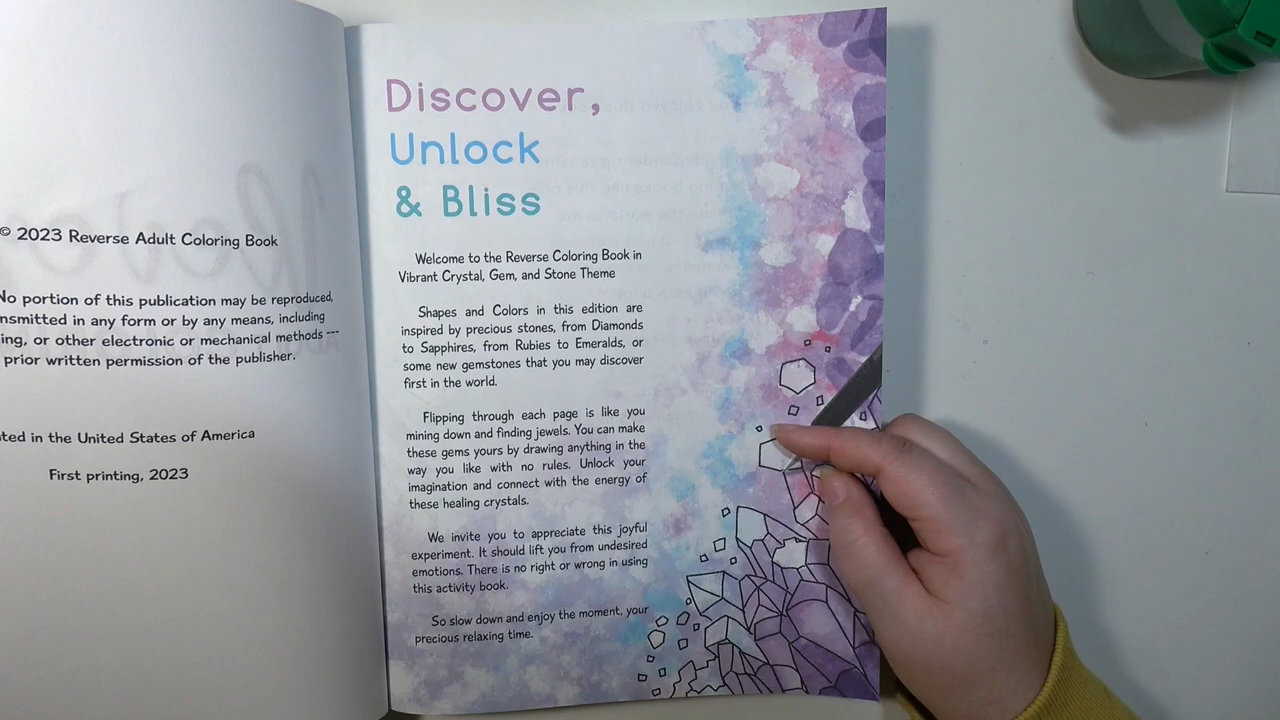 © 2023 Reverse Adult Coloring Book
No portion of this publication may be reproduced,
any form or by any means, including
ing, or other electronic or mechanical methods ---
prior written permission of the publisher.
in the United States of America
First printing, 2023
Discover,
Unlock
& Bliss
Welcome to the Reverse Coloring Book in
Vibrant Crystal, Gem, and Stone Theme
Shapes and Colors in this edition are
inspired by precious stones, from Diamonds
to Sapphires, from Rubies to Emeralds, or
some new gemstones that you may discover
first in the world.
Flipping through each page is like you
mining down and finding jewels. You can make
these gems yours by drawing anything in the
way you like with no rules. Unlock your
imagination and connect with the energy of
these healing crystals.
We invite you to appreciate this joyful
experiment. It should lift you from undesired
emotions. There is no right or wrong in using
this activity book.
So slow down and enjoy the moment, your
precious relaxing time.